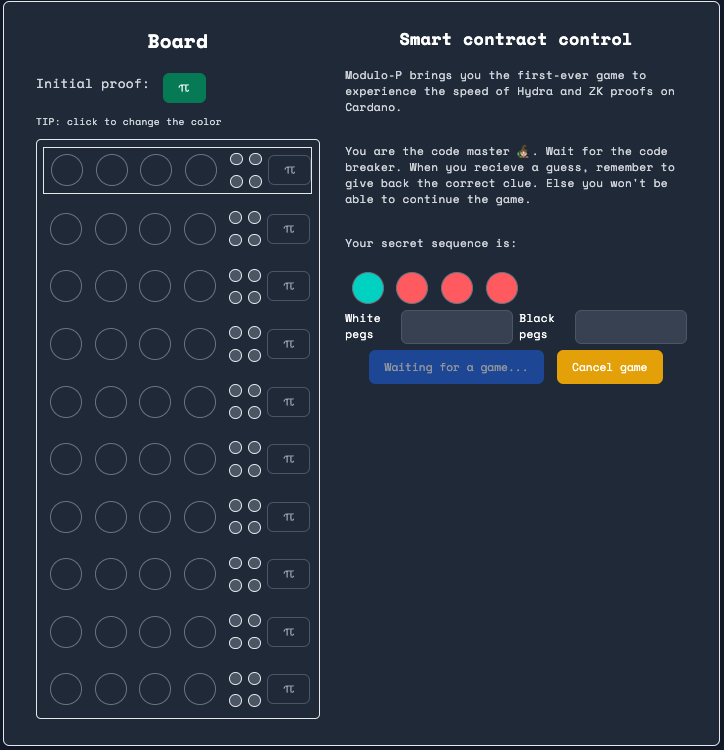 Board
Initial proof: π
TIP: click to change the color
π
π
π
π
π
π
π
π
π
π
Smart contract control
Modulo-P brings you the first-ever game to
experience the speed of Hydra and ZK proofs on
Cardano.
You are the code master 🕵. Wait for the code
breaker. When you recieve a guess, remember to
give back the correct clue. Else you won't be
able to continue the game.
Your secret sequence is:
White pegs
Black pegs
Waiting for a game...
Cancel game